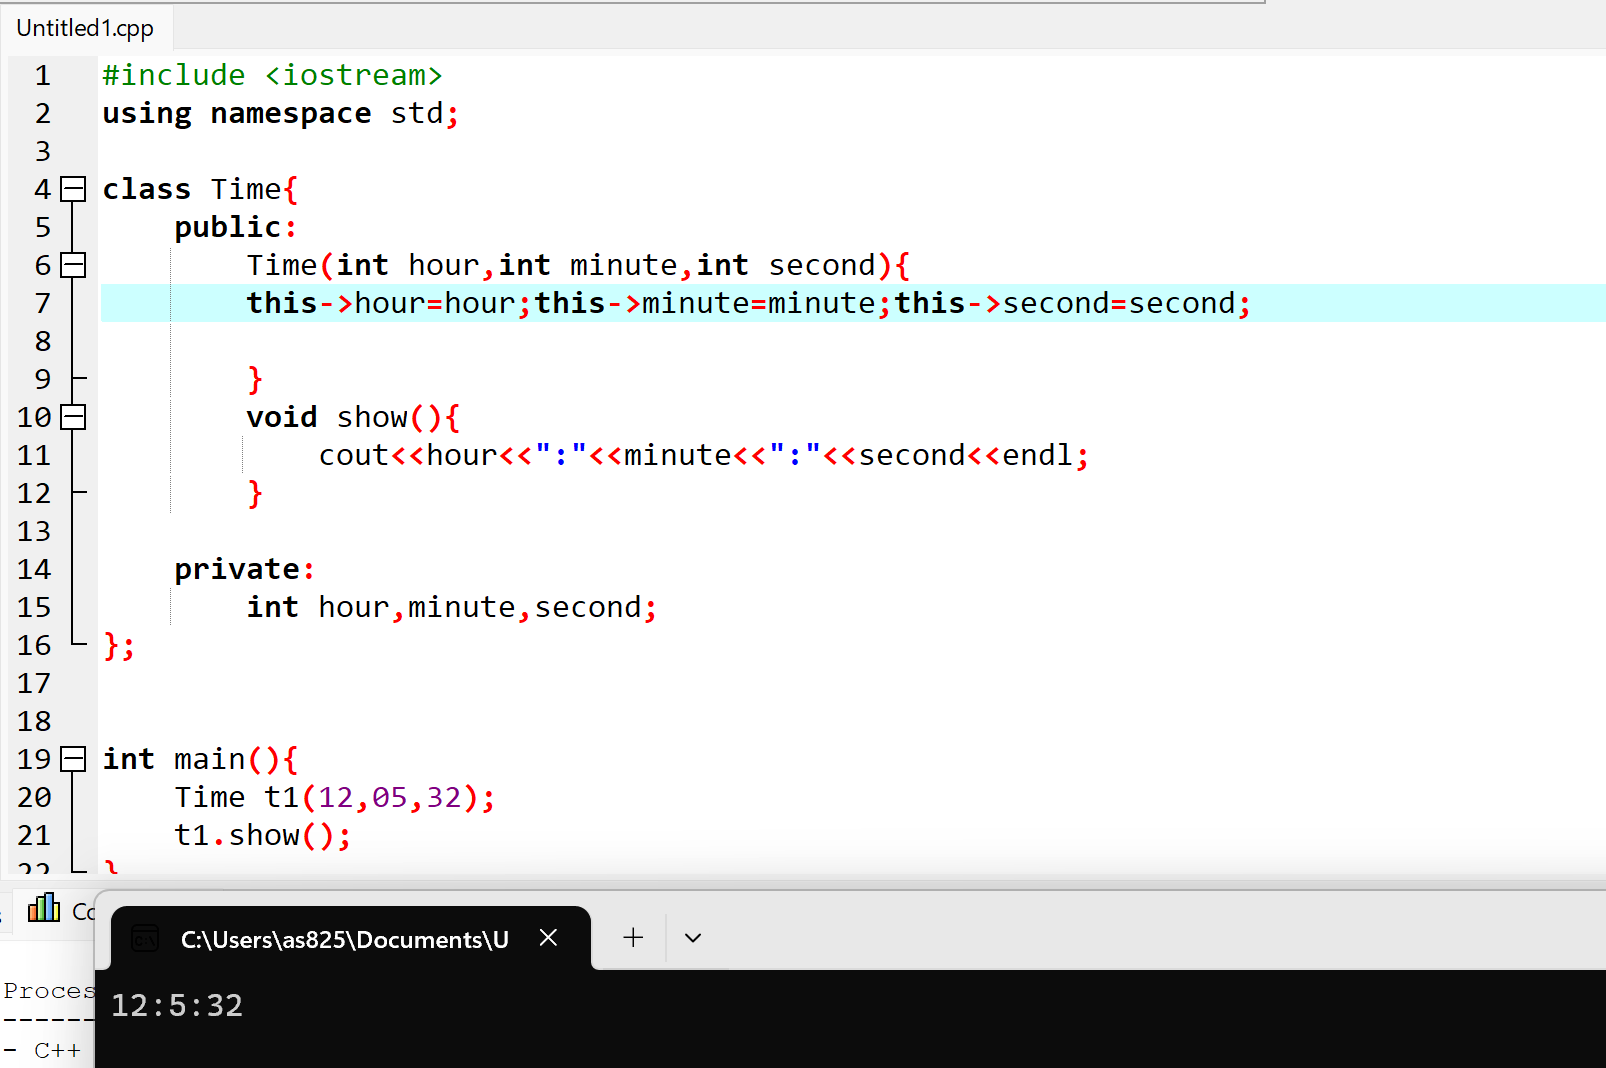 Untitled1.cpp
1 #include <iostream>
2 using namespace std;
3
4 class Time{
5 public:
6 Time(int hour,int minute,int second){
7 this->hour=hour;this->minute=minute;this->second=second;
8
9 }
10 void show(){
11 cout<<hour<<":"<<minute<<":"<<second<<endl;
12 }
13
14 private:
15 int hour,minute,second;
16 };
17
18
19 int main(){
20 Time t1(12,05,32);
21 t1.show();
22 }
C:\Users\as825\Documents\U
12:5:32
Proces
- C++